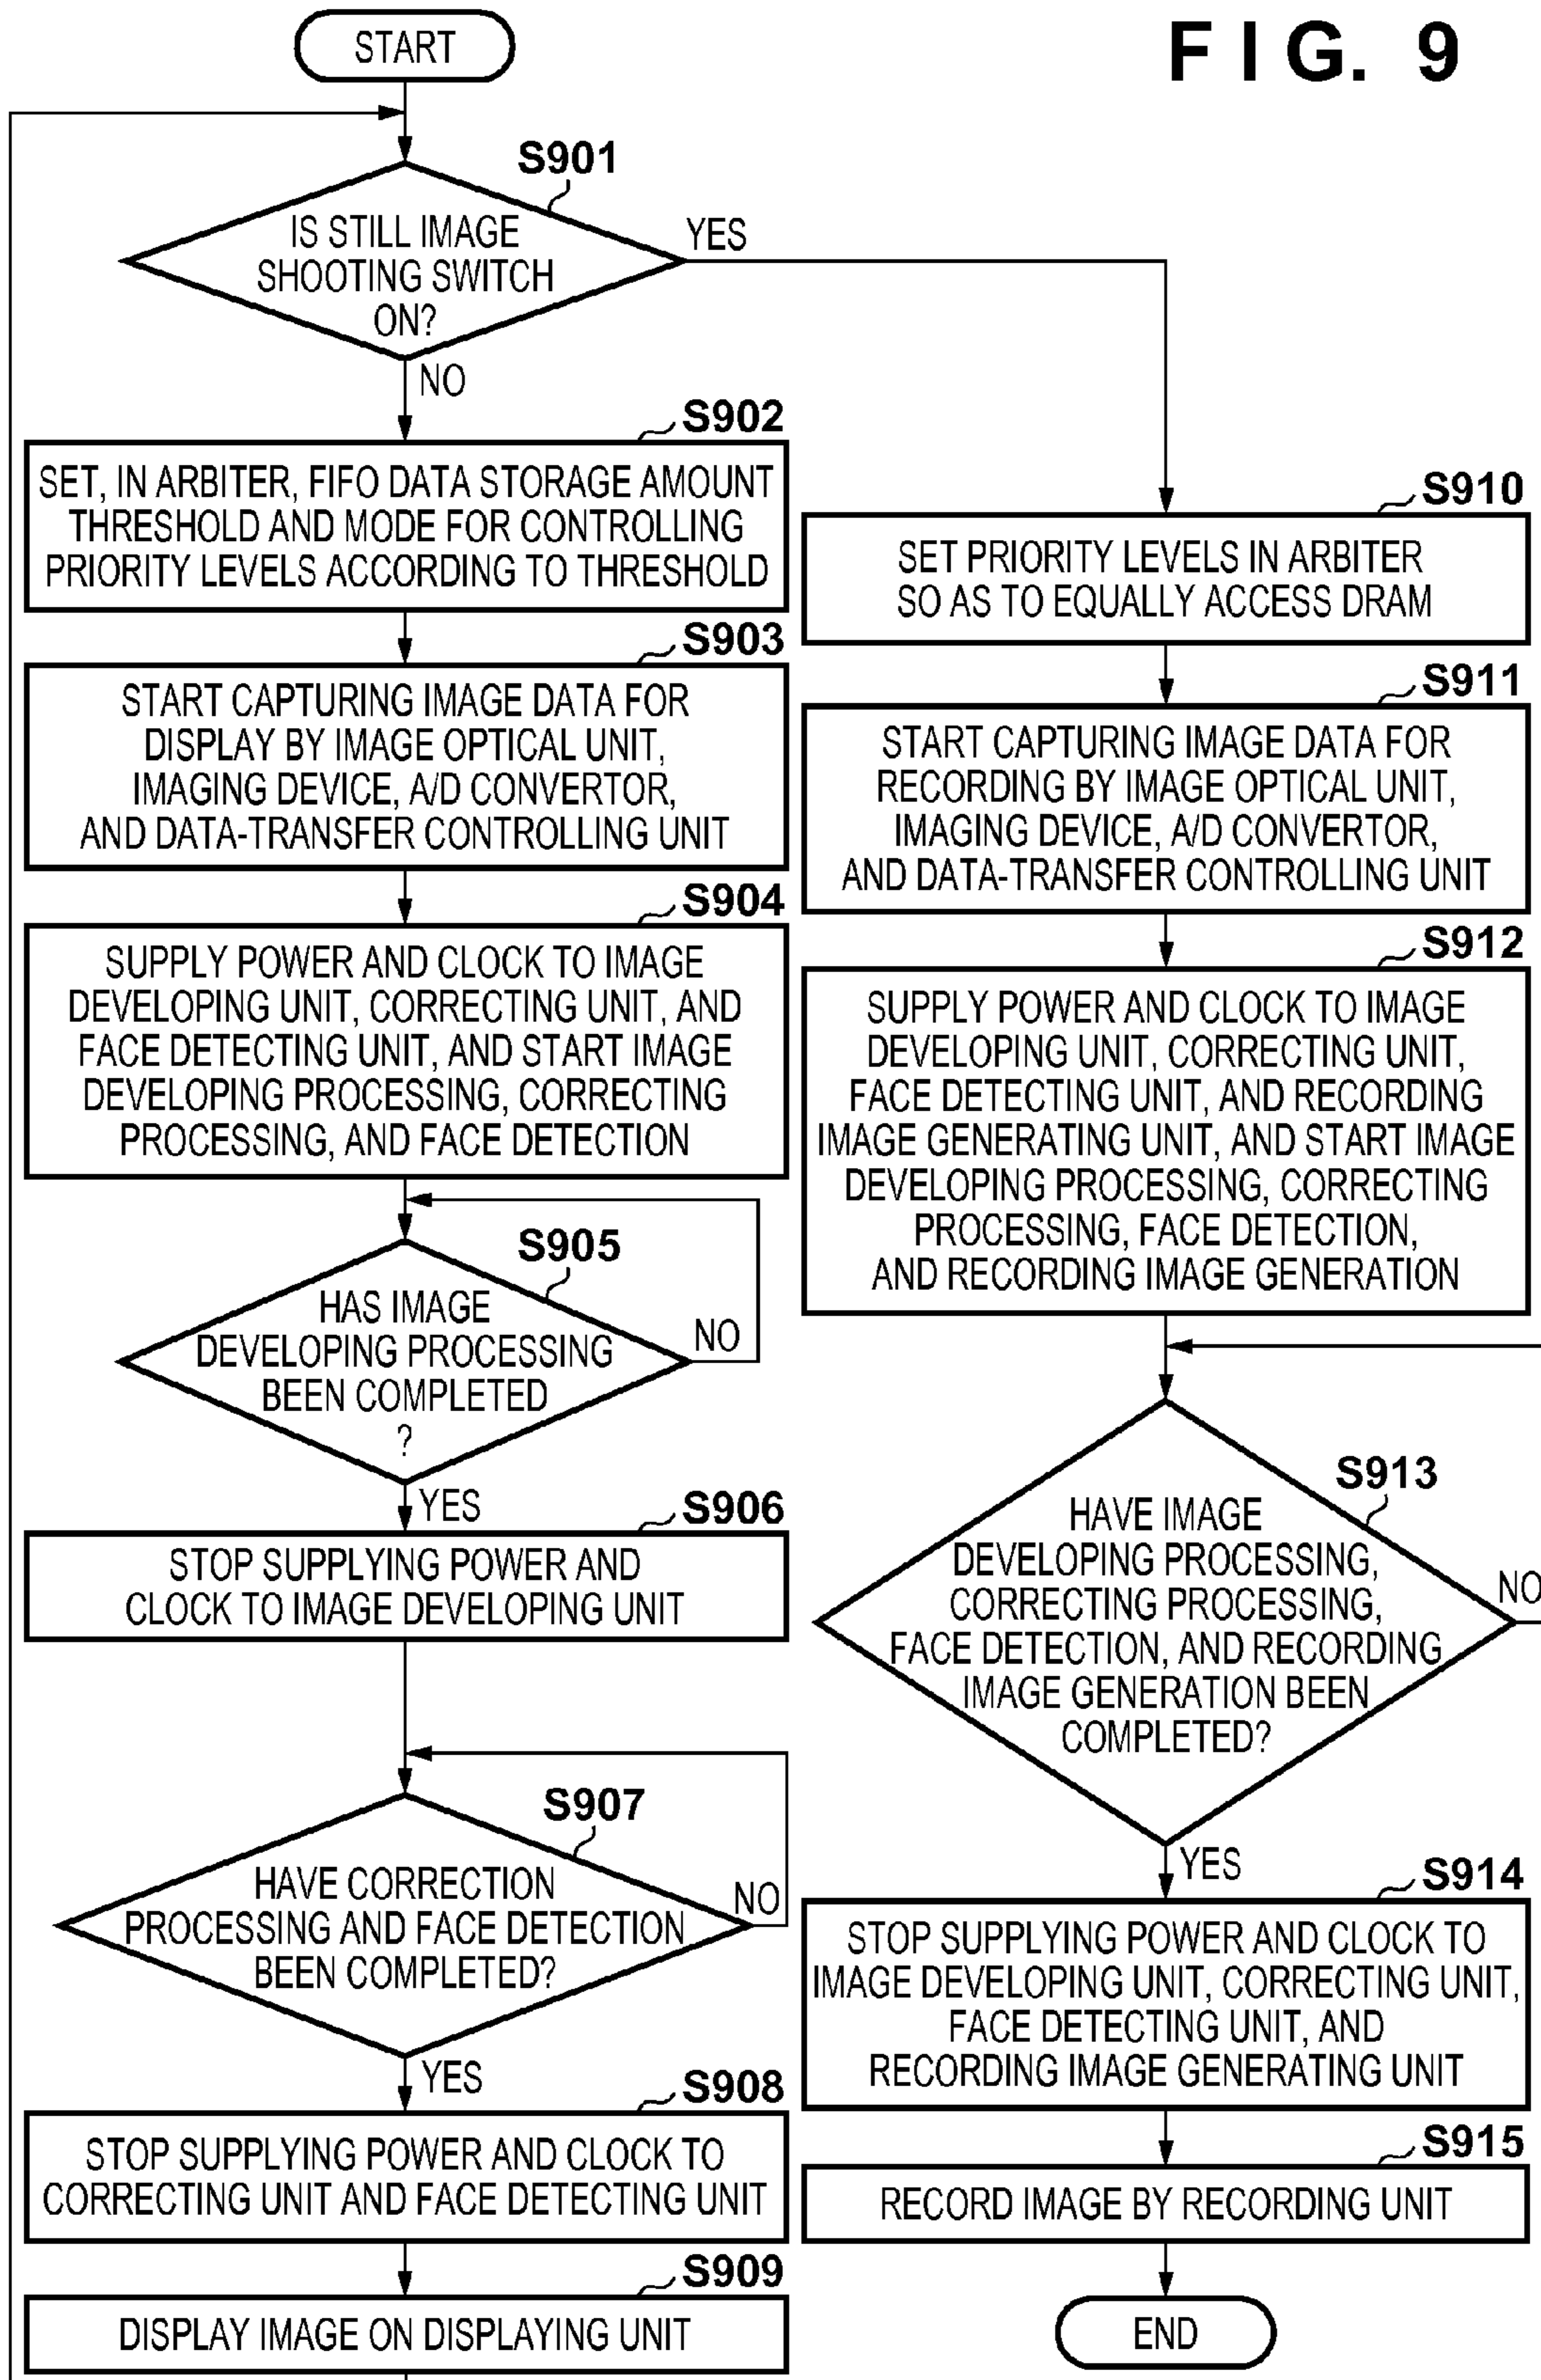 FIG. 9
START
S901
IS STILL IMAGE
SHOOTING SWITCH
ON?
YES
NO
S902
SET, IN ARBITER, FIFO DATA STORAGE AMOUNT
THRESHOLD AND MODE FOR CONTROLLING
PRIORITY LEVELS ACCORDING TO THRESHOLD
S903
START CAPTURING IMAGE DATA FOR
DISPLAY BY IMAGE OPTICAL UNIT,
IMAGING DEVICE, A/D CONVERTOR,
AND DATA-TRANSFER CONTROLLING UNIT
S904
SUPPLY POWER AND CLOCK TO IMAGE
DEVELOPING UNIT, CORRECTING UNIT, AND
FACE DETECTING UNIT, AND START IMAGE
DEVELOPING PROCESSING, CORRECTING
PROCESSING, AND FACE DETECTION
S905
HAS IMAGE
DEVELOPING PROCESSING
BEEN COMPLETED
?
NO
YES
S906
STOP SUPPLYING POWER AND
CLOCK TO IMAGE DEVELOPING UNIT
S907
HAVE CORRECTION
PROCESSING AND FACE DETECTION
BEEN COMPLETED?
NO
YES
S908
STOP SUPPLYING POWER AND CLOCK TO
CORRECTING UNIT AND FACE DETECTING UNIT
S909
DISPLAY IMAGE ON DISPLAYING UNIT
S910
SET PRIORITY LEVELS IN ARBITER
SO AS TO EQUALLY ACCESS DRAM
S911
START CAPTURING IMAGE DATA FOR
RECORDING BY IMAGE OPTICAL UNIT,
IMAGING DEVICE, A/D CONVERTOR,
AND DATA-TRANSFER CONTROLLING UNIT
S912
SUPPLY POWER AND CLOCK TO IMAGE
DEVELOPING UNIT, CORRECTING UNIT,
FACE DETECTING UNIT, AND RECORDING
IMAGE GENERATING UNIT, AND START IMAGE
DEVELOPING PROCESSING, CORRECTING
PROCESSING, FACE DETECTION,
AND RECORDING IMAGE GENERATION
S913
HAVE IMAGE
DEVELOPING PROCESSING,
CORRECTING PROCESSING,
FACE DETECTION, AND RECORDING
IMAGE GENERATION BEEN
COMPLETED?
NO
YES
S914
STOP SUPPLYING POWER AND CLOCK TO
IMAGE DEVELOPING UNIT, CORRECTING UNIT,
FACE DETECTING UNIT, AND
RECORDING IMAGE GENERATING UNIT
S915
RECORD IMAGE BY RECORDING UNIT
END